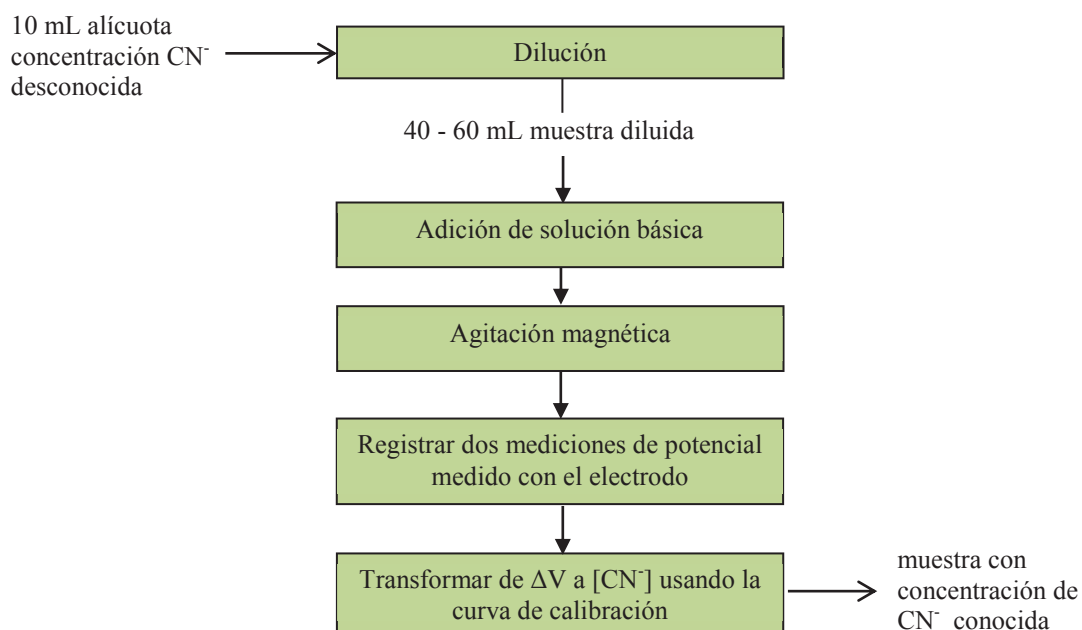 10 mL alícuota
concentración CN⁻
desconocida
Dilución
40 - 60 mL muestra diluida
Adición de solución básica
Agitación magnética
Registrar dos mediciones de potencial
medido con el electrodo
Transformar de ΔV a [CN⁻] usando la
curva de calibración
muestra con
concentración de
CN⁻ conocida